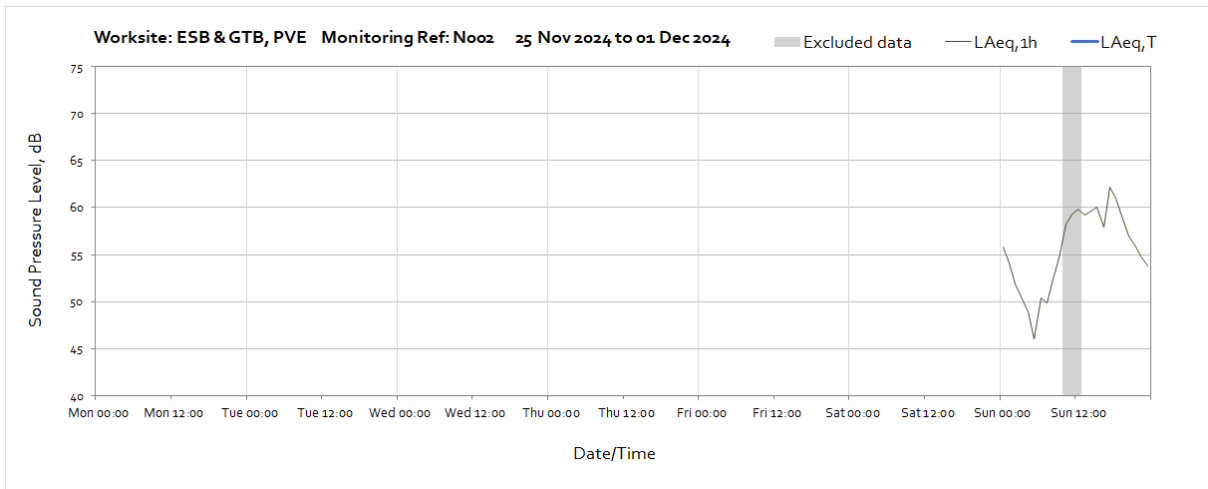 Worksite: ESB & GTB, PVE Monitoring Ref: N002 25 Nov 2024 to 01 Dec 2024
Excluded data LAeq,1h LAeq,T
75
70
65
60
55
50
45
40
Sound Pressure Level, dB
Mon 00:00 Mon 12:00 Tue 00:00 Tue 12:00 Wed 00:00 Wed 12:00 Thu 00:00 Thu 12:00 Fri 00:00 Fri 12:00 Sat 00:00 Sat 12:00 Sun 00:00 Sun 12:00
Date/Time